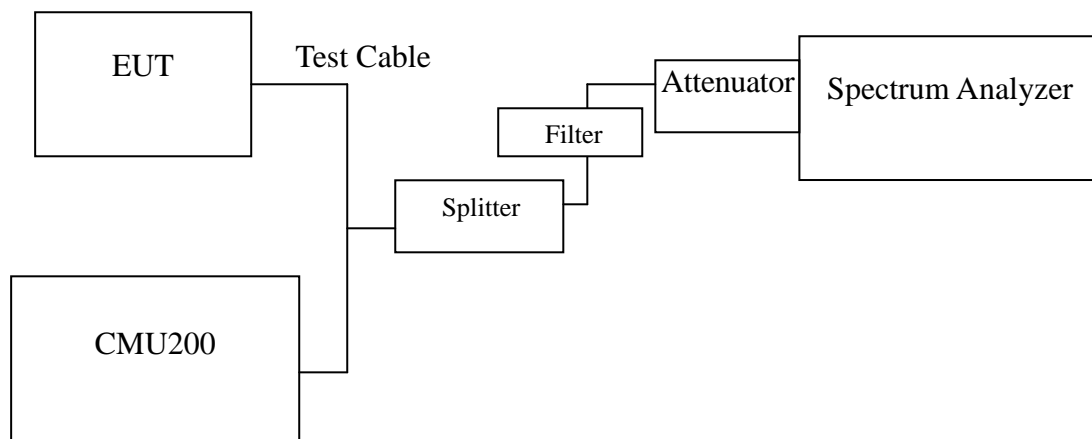 EUT
Test Cable
Attenuator
Spectrum Analyzer
Filter
Splitter
CMU200